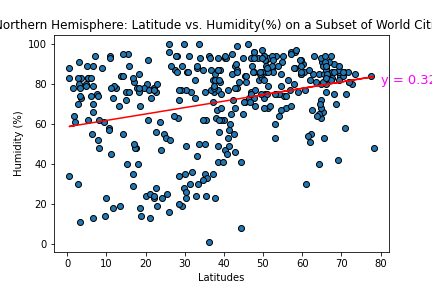 Northern Hemisphere: Latitude vs. Humidity(%) on a Subset of World Citi
100
80
60
40
20
0
Humidity (%)
y = 0.32
0 10 20 30 40 50 60 70 80
Latitudes